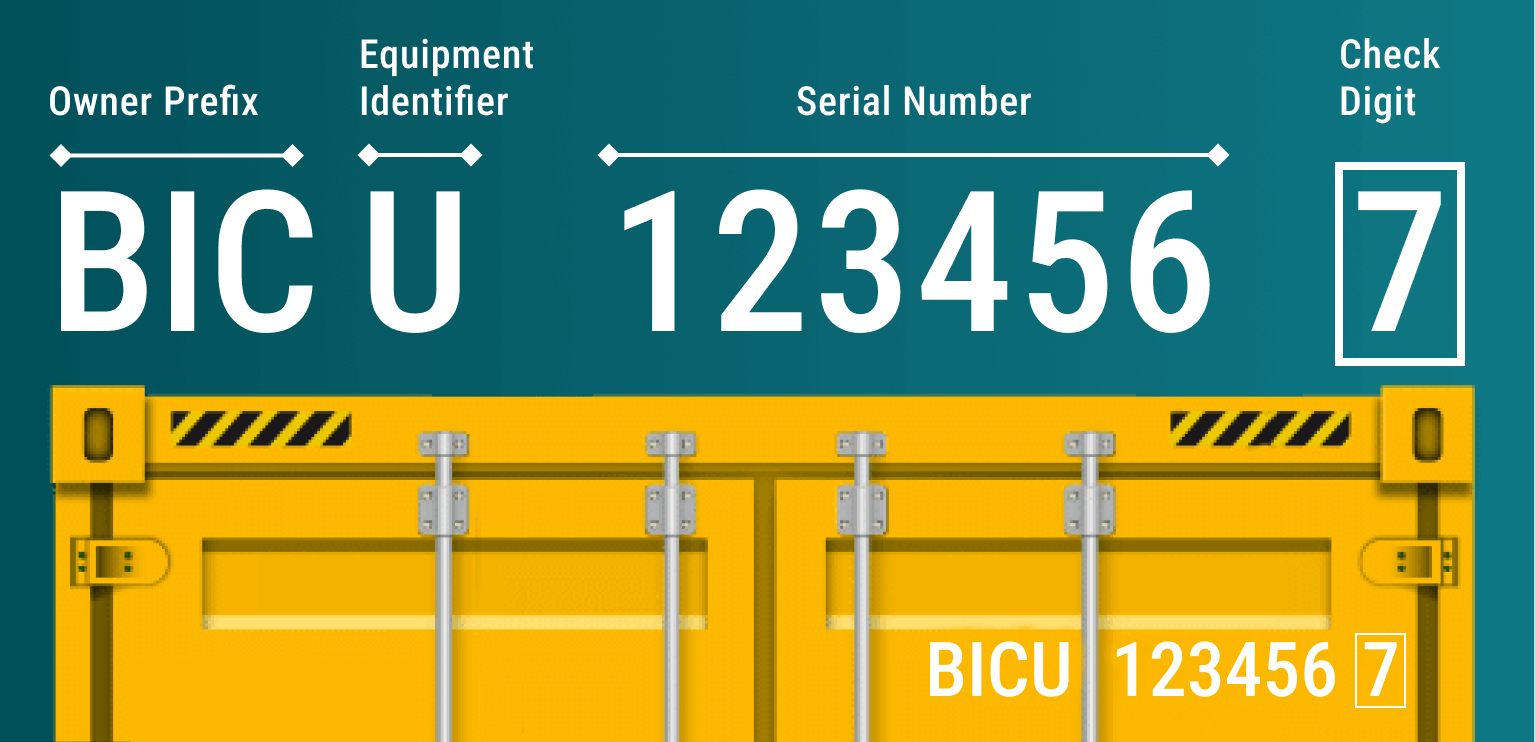 Owner Prefix
Equipment
Identifier
Serial Number
Check
Digit
BIC U 123456 7
BICU 123456 7